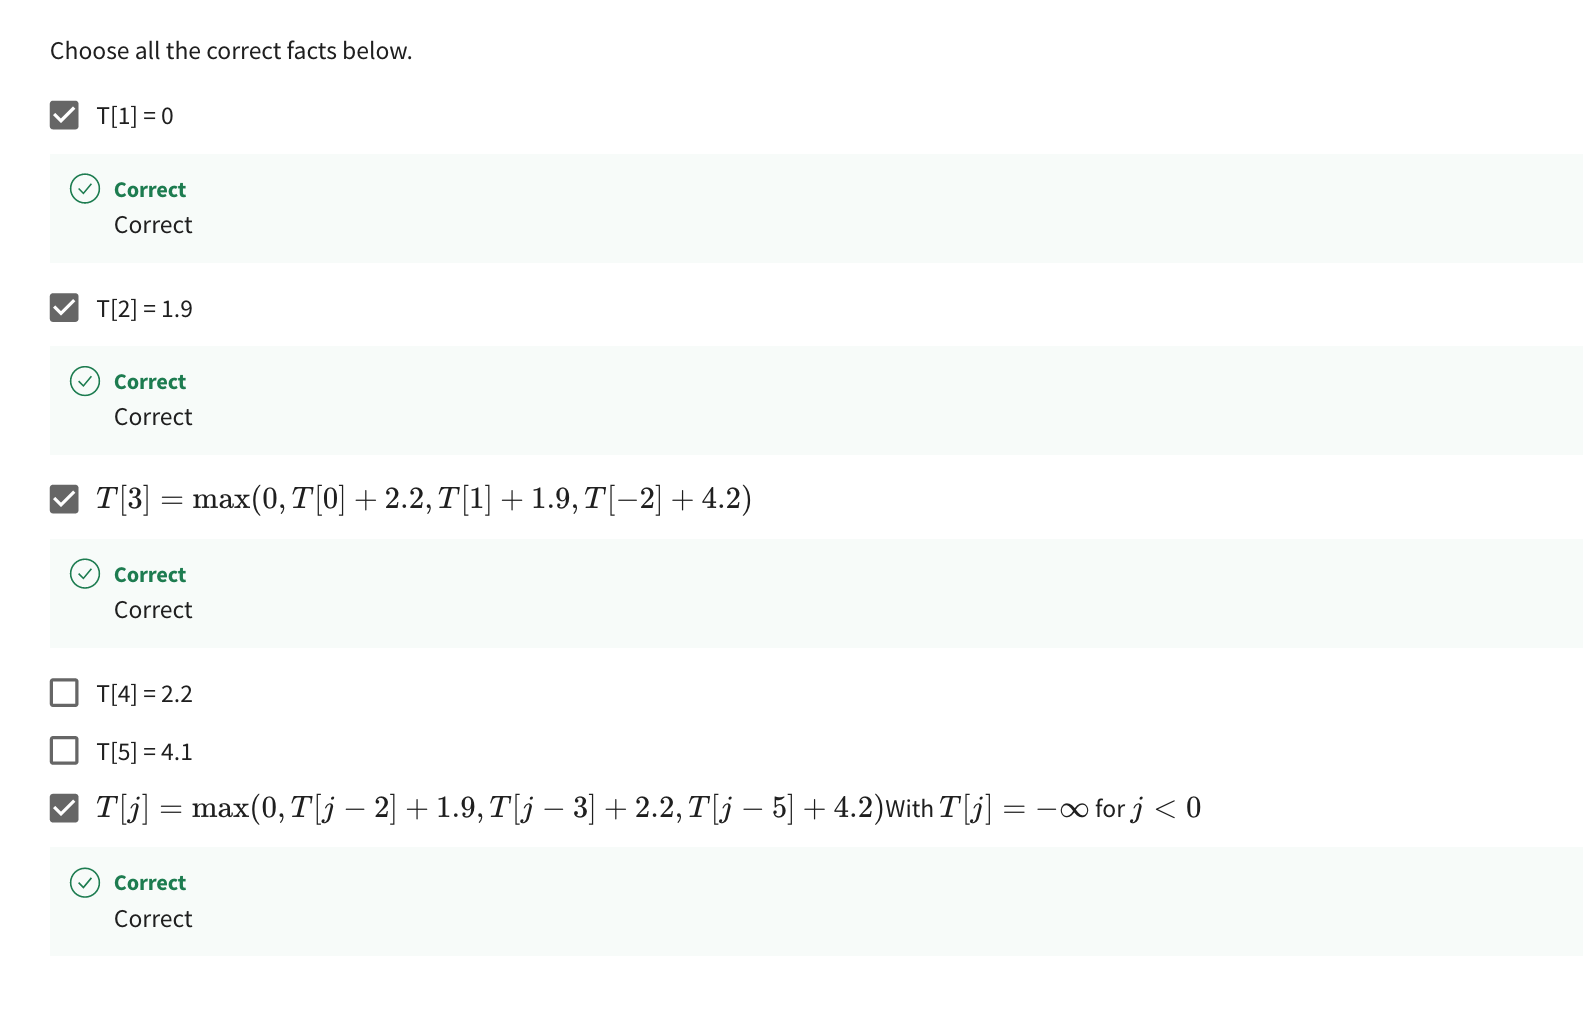 Choose all the correct facts below.
T[1] = 0
Correct
Correct
T[2] = 1.9
Correct
Correct
T[3] = max(0, T[0] + 2.2, T[1] + 1.9, T[−2] + 4.2)
Correct
Correct
T[4] = 2.2
T[5] = 4.1
T[j] = max(0, T[j − 2] + 1.9, T[j − 3] + 2.2, T[j − 5] + 4.2)With T[j] = −∞ for j < 0
Correct
Correct